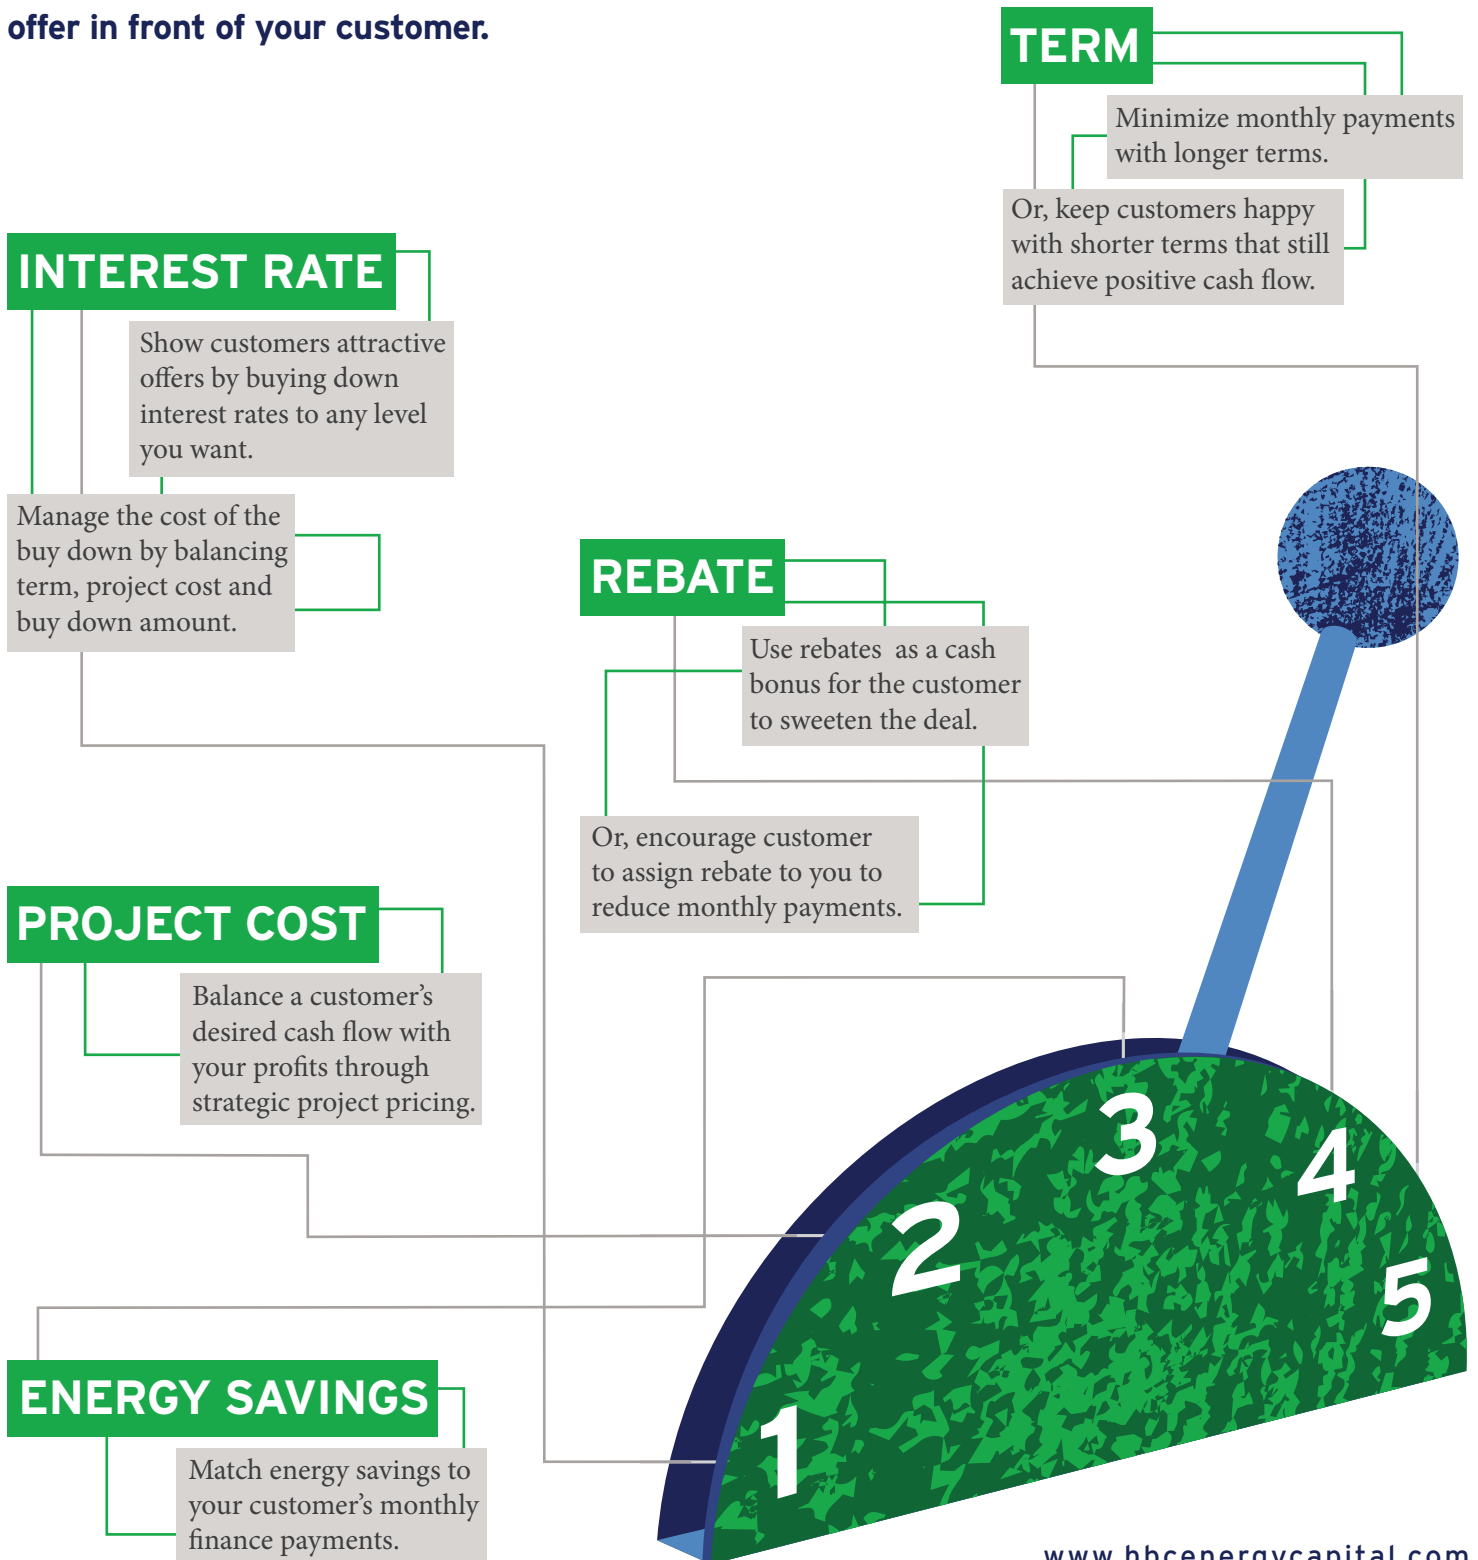 offer in front of your customer.
TERM
Minimize monthly payments
with longer terms.
Or, keep customers happy
with shorter terms that still
achieve positive cash flow.
INTEREST RATE
Show customers attractive
offers by buying down
interest rates to any level
you want.
Manage the cost of the
buy down by balancing
term, project cost and
buy down amount.
REBATE
Use rebates  as a cash
bonus for the customer
to sweeten the deal.
Or, encourage customer
to assign rebate to you to
reduce monthly payments.
PROJECT COST
Balance a customer's
desired cash flow with
your profits through
strategic project pricing.
ENERGY SAVINGS
Match energy savings to
your customer's monthly
finance payments.
1
2
3
4
5
www.hbcenergycapital.com